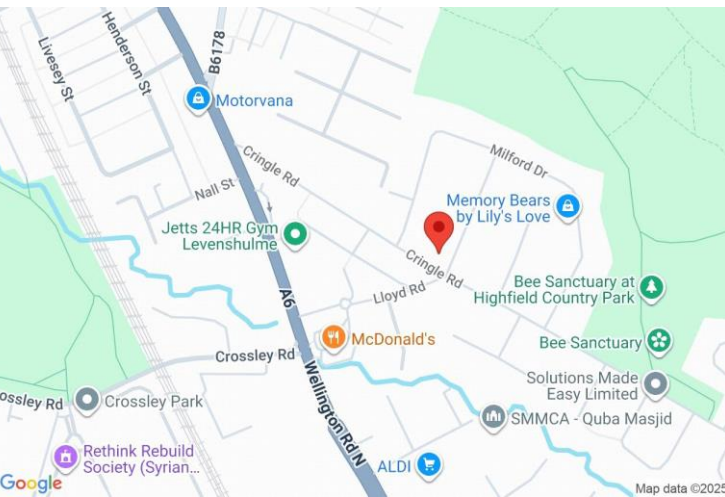 Livesey St
Henderson St
B6178
Motorvana
Cringle Rd
Milford Dr
Nall St
Memory Bears
by Lily's Love
Jetts 24HR Gym
Levenshulme
Cringle Rd
Bee Sanctuary at
Highfield Country Park
A6
Lloyd Rd
McDonald's
Bee Sanctuary
Crossley Rd
Wellington Rd N
Solutions Made
Easy Limited
ossley Rd
Crossley Park
SMMCA - Quba Masjid
Rethink Rebuild
Society (Syrian...
ALDI
Google
Map data ©2025